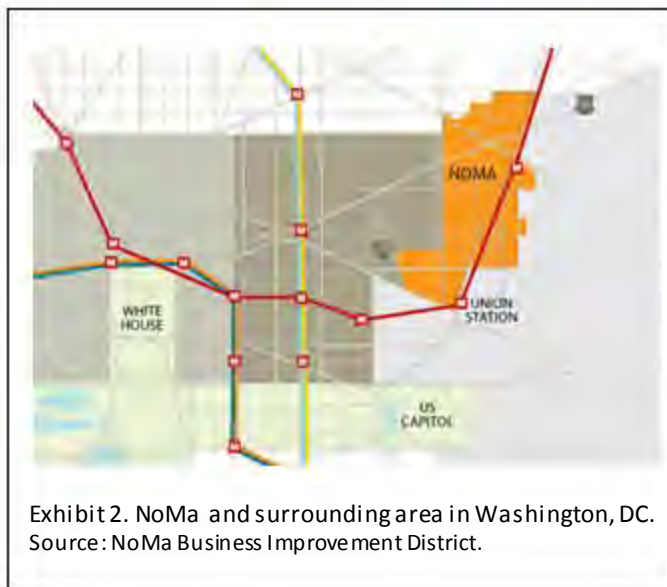 NOMA
WHITE
HOUSE
UNION
STATION
US
CAPITOL
Exhibit 2. NoMa and surrounding area in Washington, DC.
Source: NoMa Business Improvement District.